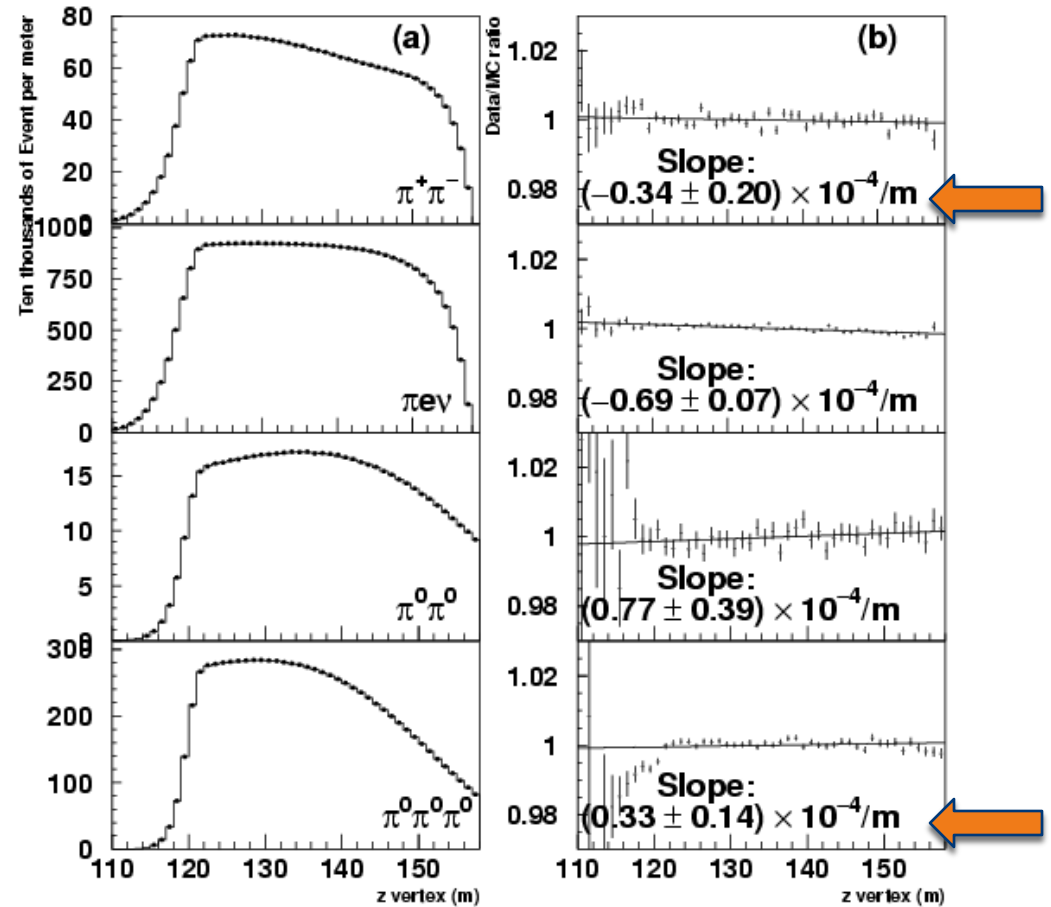 Ten thousands of Event per meter
80
60
40
20
0
(a)
π⁺π⁻
1000
750
500
250
0
πeν
15
10
5
0
π⁰π⁰
300
200
100
0
π⁰π⁰π⁰
110 120 130 140 150
z vertex (m)
Data/MC ratio
(b)
1.02
1
0.98
Slope:
(−0.34 ± 0.20) × 10⁻⁴/m
1.02
1
0.98
Slope:
(−0.69 ± 0.07) × 10⁻⁴/m
1.02
1
0.98
Slope:
(0.77 ± 0.39) × 10⁻⁴/m
1.02
1
0.98
Slope:
(0.33 ± 0.14) × 10⁻⁴/m
110 120 130 140 150
z vertex (m)